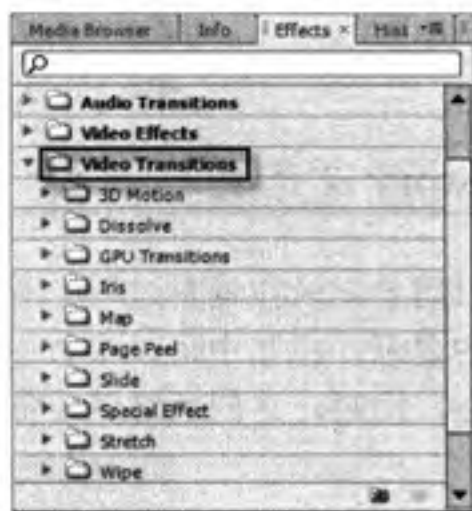 Media Browser Info Effects × Hist
Audio Transitions
Video Effects
Video Transitions
3D Motion
Dissolve
GPU Transitions
Iris
Map
Page Peel
Slide
Special Effect
Stretch
Wipe